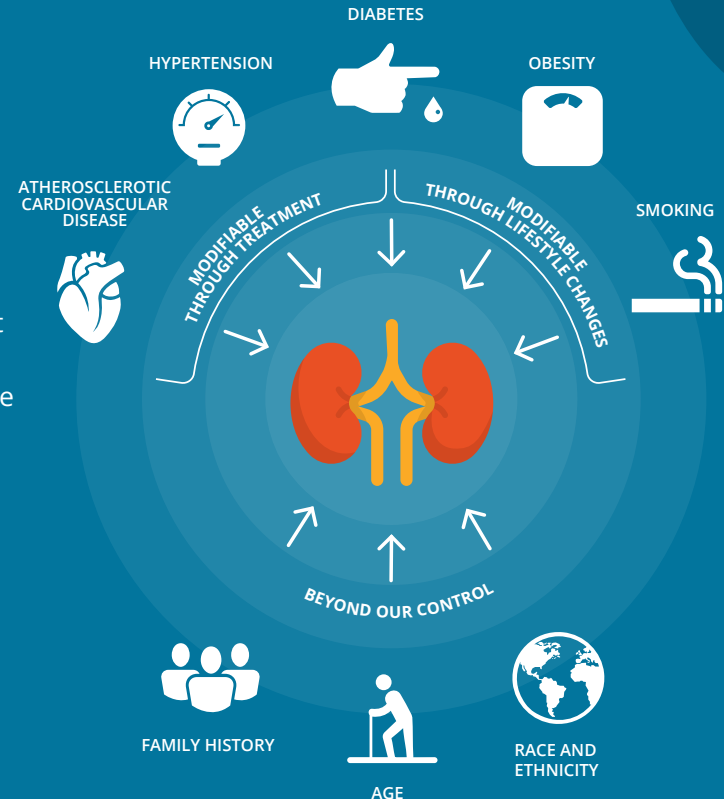 DIABETES
HYPERTENSION
OBESITY
ATHEROSCLEROTIC
CARDIOVASCULAR
DISEASE
SMOKING
MODIFIABLE
THROUGH TREATMENT
MODIFIABLE
THROUGH LIFESTYLE CHANGES
e
BEYOND OUR CONTROL
FAMILY HISTORY
AGE
RACE AND
ETHNICITY